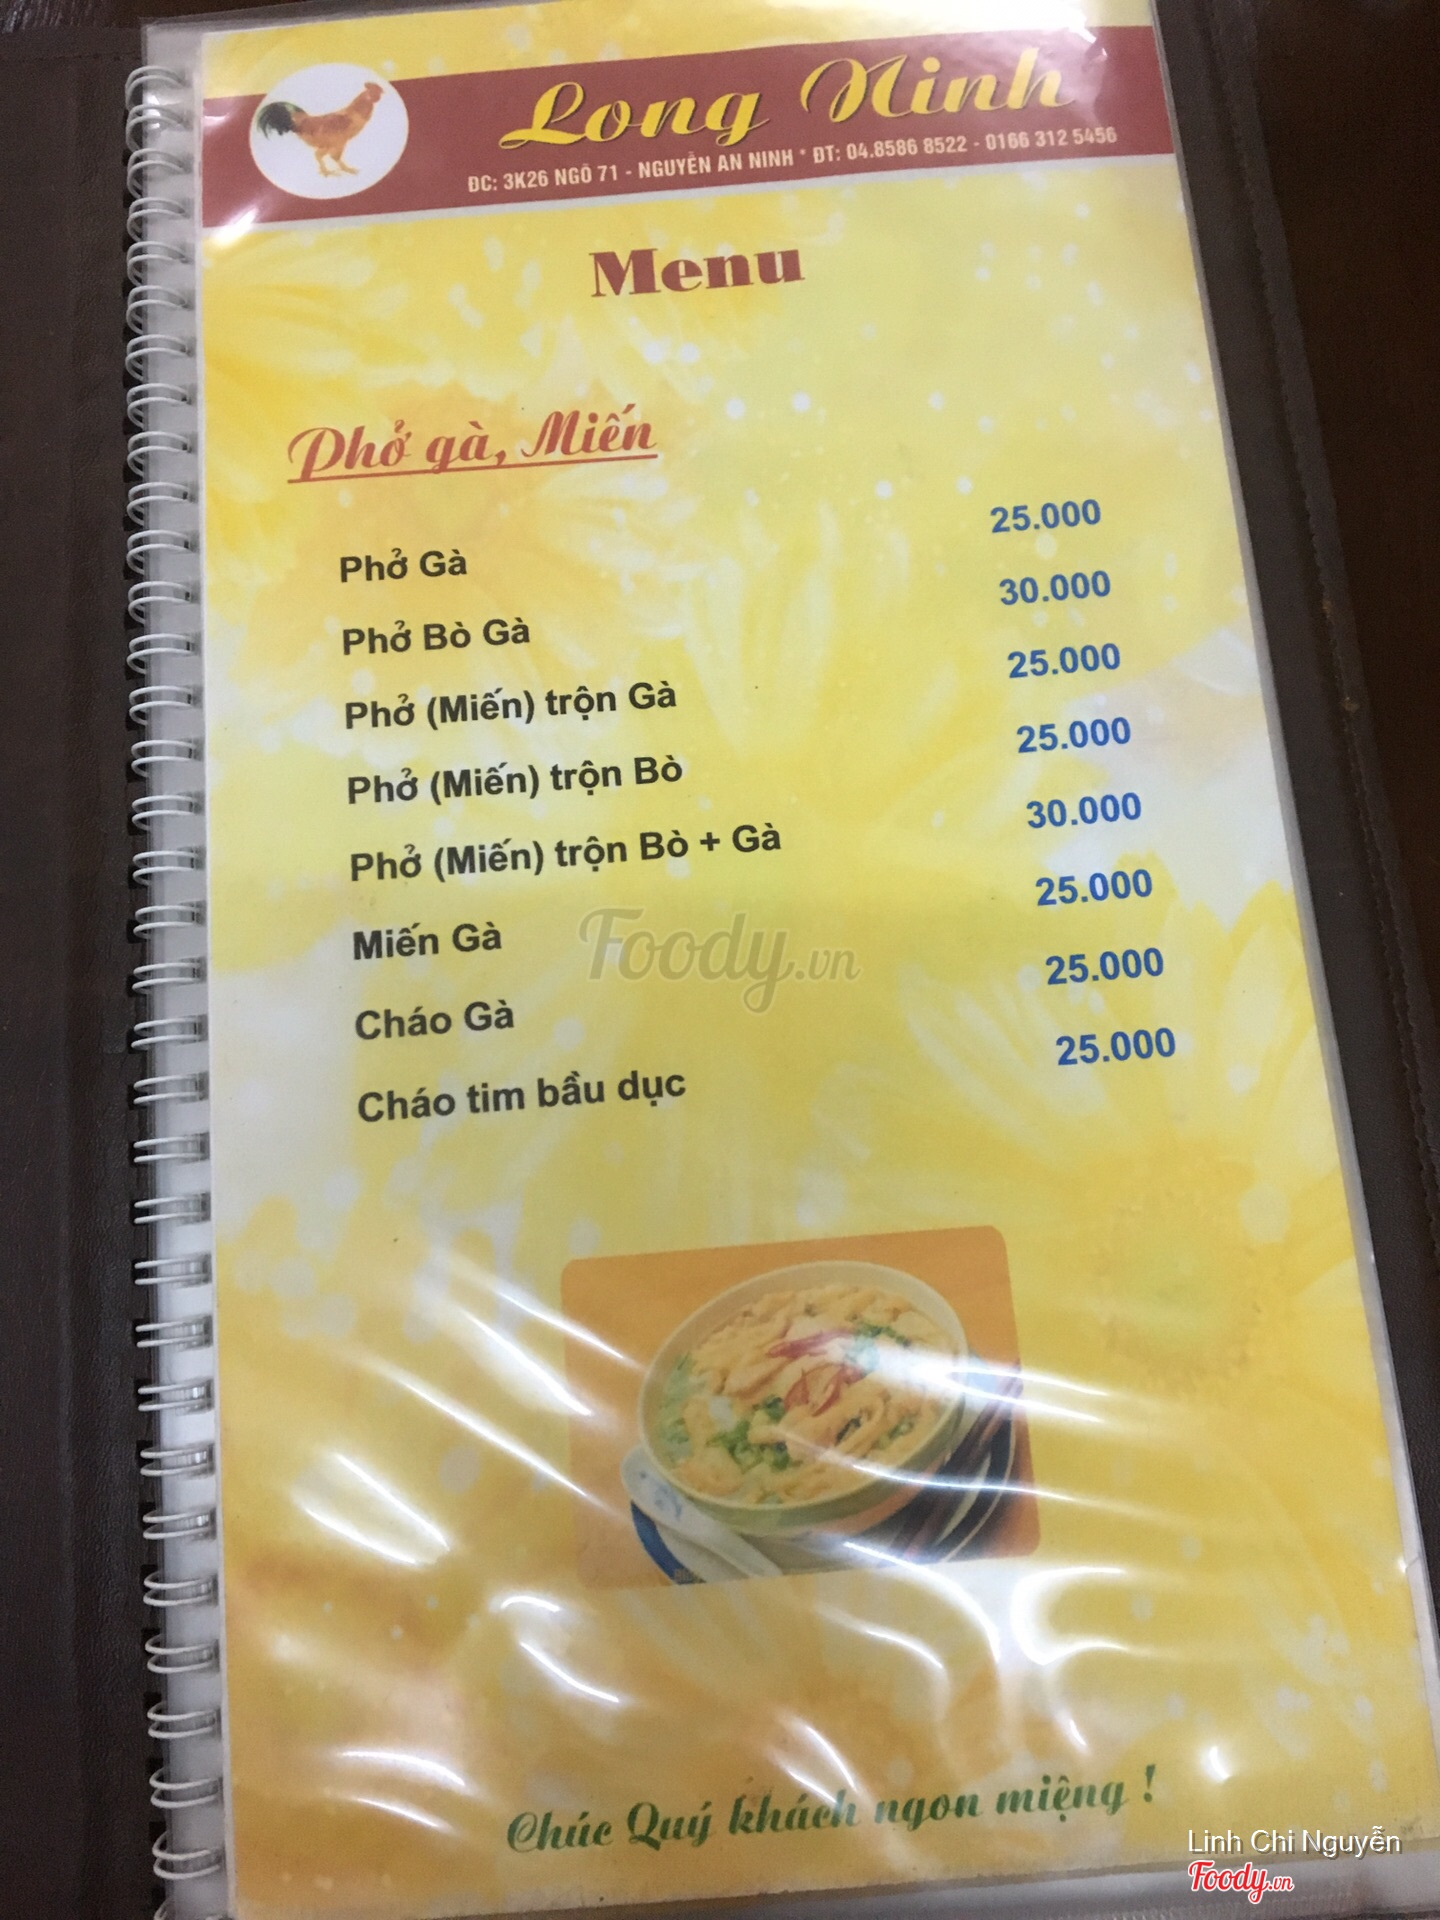 Long Ninh
ĐC: 3K26 NGÕ 71 - NGUYỄN AN NINH * ĐT: 04.8586 8522 - 0166 312 5456
Menu
Phở gà, Miến
Phở Gà 25.000
Phở Bò Gà 30.000
Phở (Miến) trộn Gà 25.000
Phở (Miến) trộn Bò 25.000
Phở (Miến) trộn Bò + Gà 30.000
Miến Gà 25.000
Cháo Gà 25.000
Cháo tim bầu dục 25.000
Foody.vn
Chúc Quý khách ngon miệng !
Linh Chi Nguyễn
Foody.vn